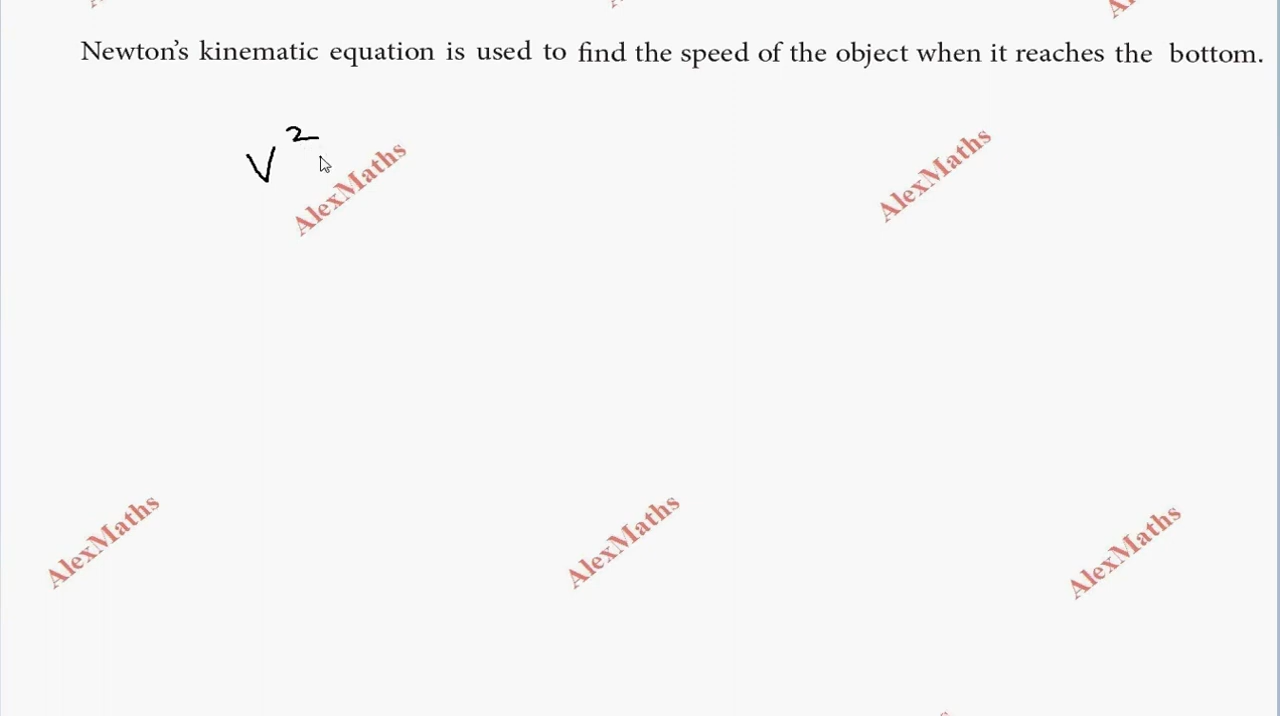 Newton's kinematic equation is used to find the speed of the object when it reaches the bottom.
v²
AlexMaths
AlexMaths
AlexMaths
AlexMaths
AlexMaths